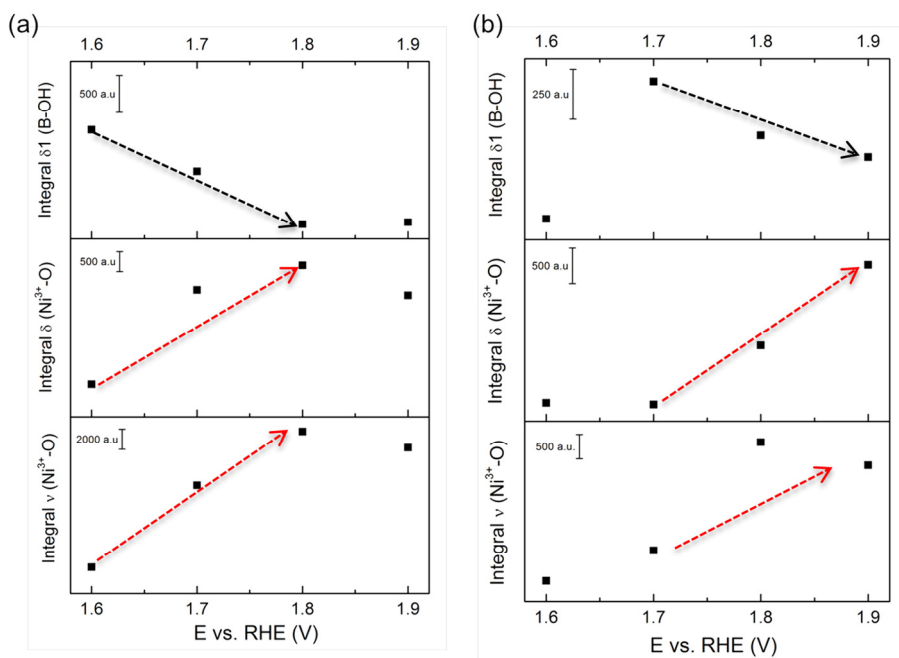 (a)
1.6 1.7 1.8 1.9
500 a.u
Integral δ1 (B-OH)
500 a.u
Integral δ (Ni³⁺-O)
2000 a.u
Integral ν (Ni³⁺-O)
1.6 1.7 1.8 1.9
E vs. RHE (V)
(b)
1.6 1.7 1.8 1.9
250 a.u
Integral δ1 (B-OH)
500 a.u
Integral δ (Ni³⁺-O)
500 a.u.
Integral ν (Ni³⁺-O)
1.6 1.7 1.8 1.9
E vs. RHE (V)